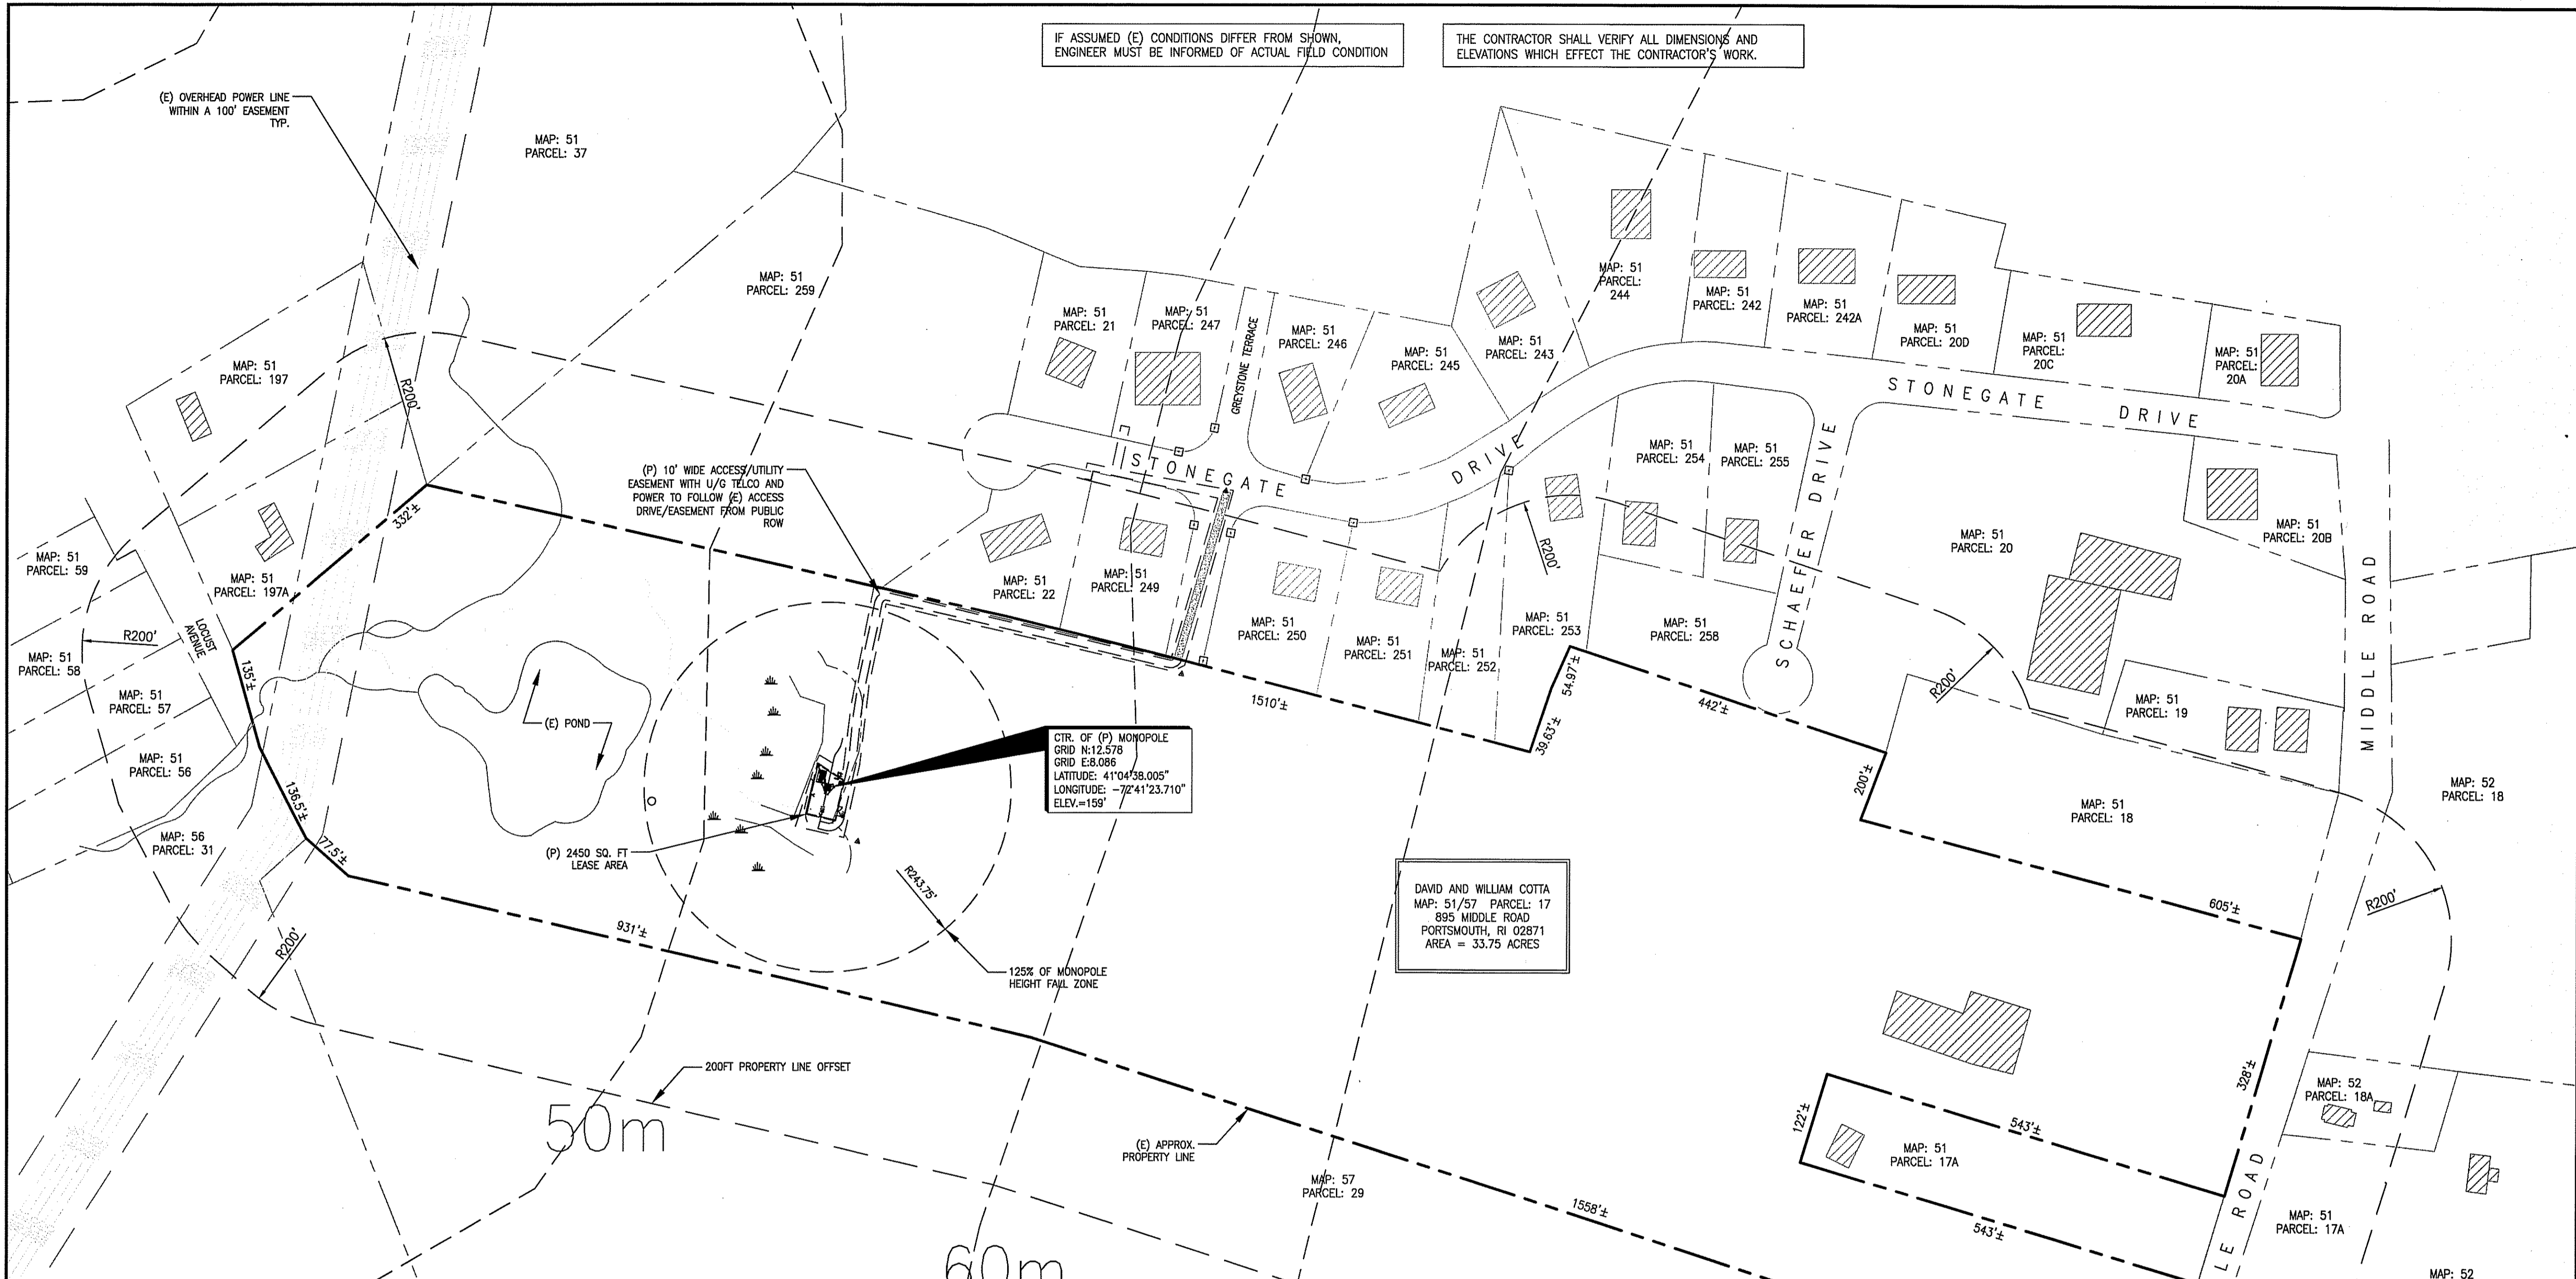 IF ASSUMED (E) CONDITIONS DIFFER FROM SHOWN,
ENGINEER MUST BE INFORMED OF ACTUAL FIELD CONDITION
THE CONTRACTOR SHALL VERIFY ALL DIMENSIONS AND
ELEVATIONS WHICH EFFECT THE CONTRACTOR'S WORK.
(E) OVERHEAD POWER LINE
WITHIN A 100' EASEMENT
TYP.
MAP: 51
PARCEL: 37
MAP: 51
PARCEL: 259
MAP: 51
PARCEL: 21
MAP: 51
PARCEL: 247
GREYSTONE TERRACE
MAP: 51
PARCEL: 246
MAP: 51
PARCEL: 245
MAP: 51
PARCEL: 243
MAP: 51
PARCEL:
244
MAP: 51
PARCEL: 242
MAP: 51
PARCEL: 242A
MAP: 51
PARCEL: 20D
MAP: 51
PARCEL:
20C
MAP: 51
PARCEL:
20A
MAP: 51
PARCEL: 197
R200'
STONEGATE DRIVE
STONEGATE DRIVE
SCHAEFER DRIVE
MAP: 51
PARCEL: 254
MAP: 51
PARCEL: 255
(P) 10' WIDE ACCESS/UTILITY
EASEMENT WITH U/G TELCO AND
POWER TO FOLLOW (E) ACCESS
DRIVE/EASEMENT FROM PUBLIC
ROW
332'±
MAP: 51
PARCEL: 59
MAP: 51
PARCEL: 197A
LOCUST
AVENUE
R200'
MAP: 51
PARCEL: 58
MAP: 51
PARCEL: 57
MAP: 51
PARCEL: 56
MAP: 56
PARCEL: 31
135'±
136.5'±
77.5'±
(E) POND
MAP: 51
PARCEL: 22
MAP: 51
PARCEL: 249
MAP: 51
PARCEL: 250
MAP: 51
PARCEL: 251
MAP: 51
PARCEL: 252
MAP: 51
PARCEL: 253
R200'
MAP: 51
PARCEL: 258
MAP: 51
PARCEL: 20
MAP: 51
PARCEL: 20B
MIDDLE ROAD
R200'
MAP: 51
PARCEL: 19
1510'±
39.63'±
54.97'±
442'±
200'±
CTR. OF (P) MONOPOLE
GRID N:12.578
GRID E:8.086
LATITUDE: 41°04'38.005"
LONGITUDE: -72°41'23.710"
ELEV.=159'
MAP: 51
PARCEL: 18
MAP: 52
PARCEL: 18
(P) 2450 SQ. FT
LEASE AREA
R243.75'
125% OF MONOPOLE
HEIGHT FALL ZONE
DAVID AND WILLIAM COTTA
MAP: 51/57 PARCEL: 17
895 MIDDLE ROAD
PORTSMOUTH, RI 02871
AREA = 33.75 ACRES
605'±
R200'
931'±
R200'
200FT PROPERTY LINE OFFSET
50m
60m
(E) APPROX.
PROPERTY LINE
MAP: 57
PARCEL: 29
1558'±
122'±
543'±
328'±
MAP: 51
PARCEL: 17A
543'±
MAP: 52
PARCEL: 18A
LE ROAD
MAP: 51
PARCEL: 17A
MAP: 52